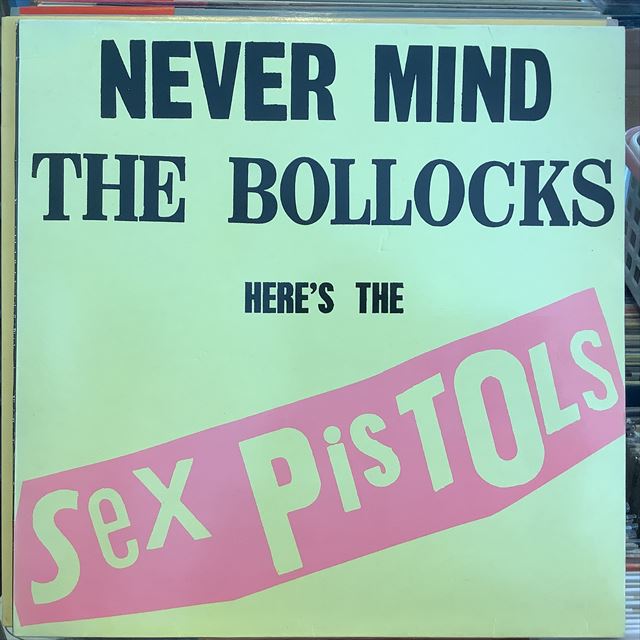 NEVER MIND
THE BOLLOCKS
HERE'S THE
Sex PisTOLS